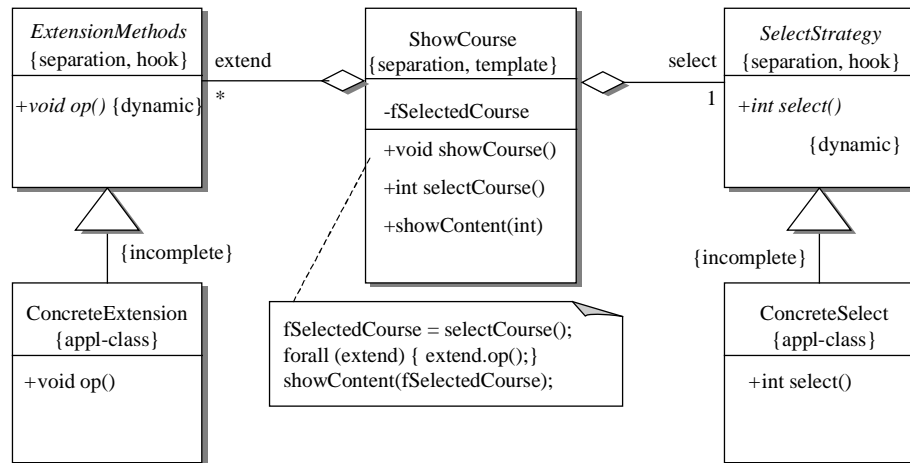 ExtensionMethods
{separation, hook}
+void op() {dynamic}
extend
*
ShowCourse
{separation, template}
-fSelectedCourse
+void showCourse()
+int selectCourse()
+showContent(int)
select
1
SelectStrategy
{separation, hook}
+int select()
{dynamic}
{incomplete}
{incomplete}
ConcreteExtension
{appl-class}
+void op()
fSelectedCourse = selectCourse();
forall (extend) { extend.op();}
showContent(fSelectedCourse);
ConcreteSelect
{appl-class}
+int select()